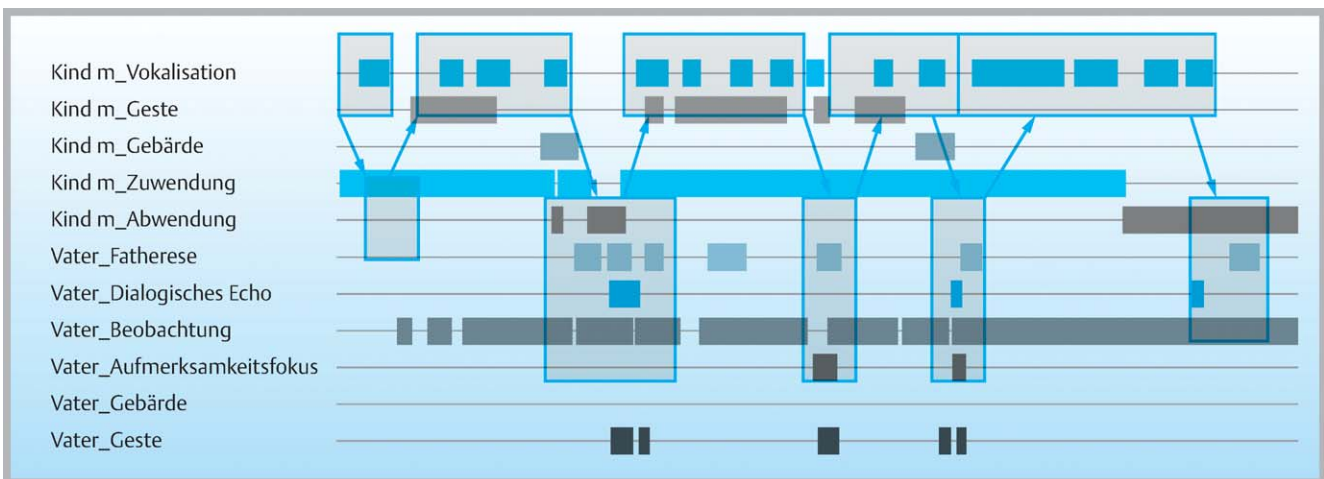 Kind m_Vokalisation
Kind m_Geste
Kind m_Gebärde
Kind m_Zuwendung
Kind m_Abwendung
Vater_Fatherese
Vater_Dialogisches Echo
Vater_Beobachtung
Vater_Aufmerksamkeitsfokus
Vater_Gebärde
Vater_Geste